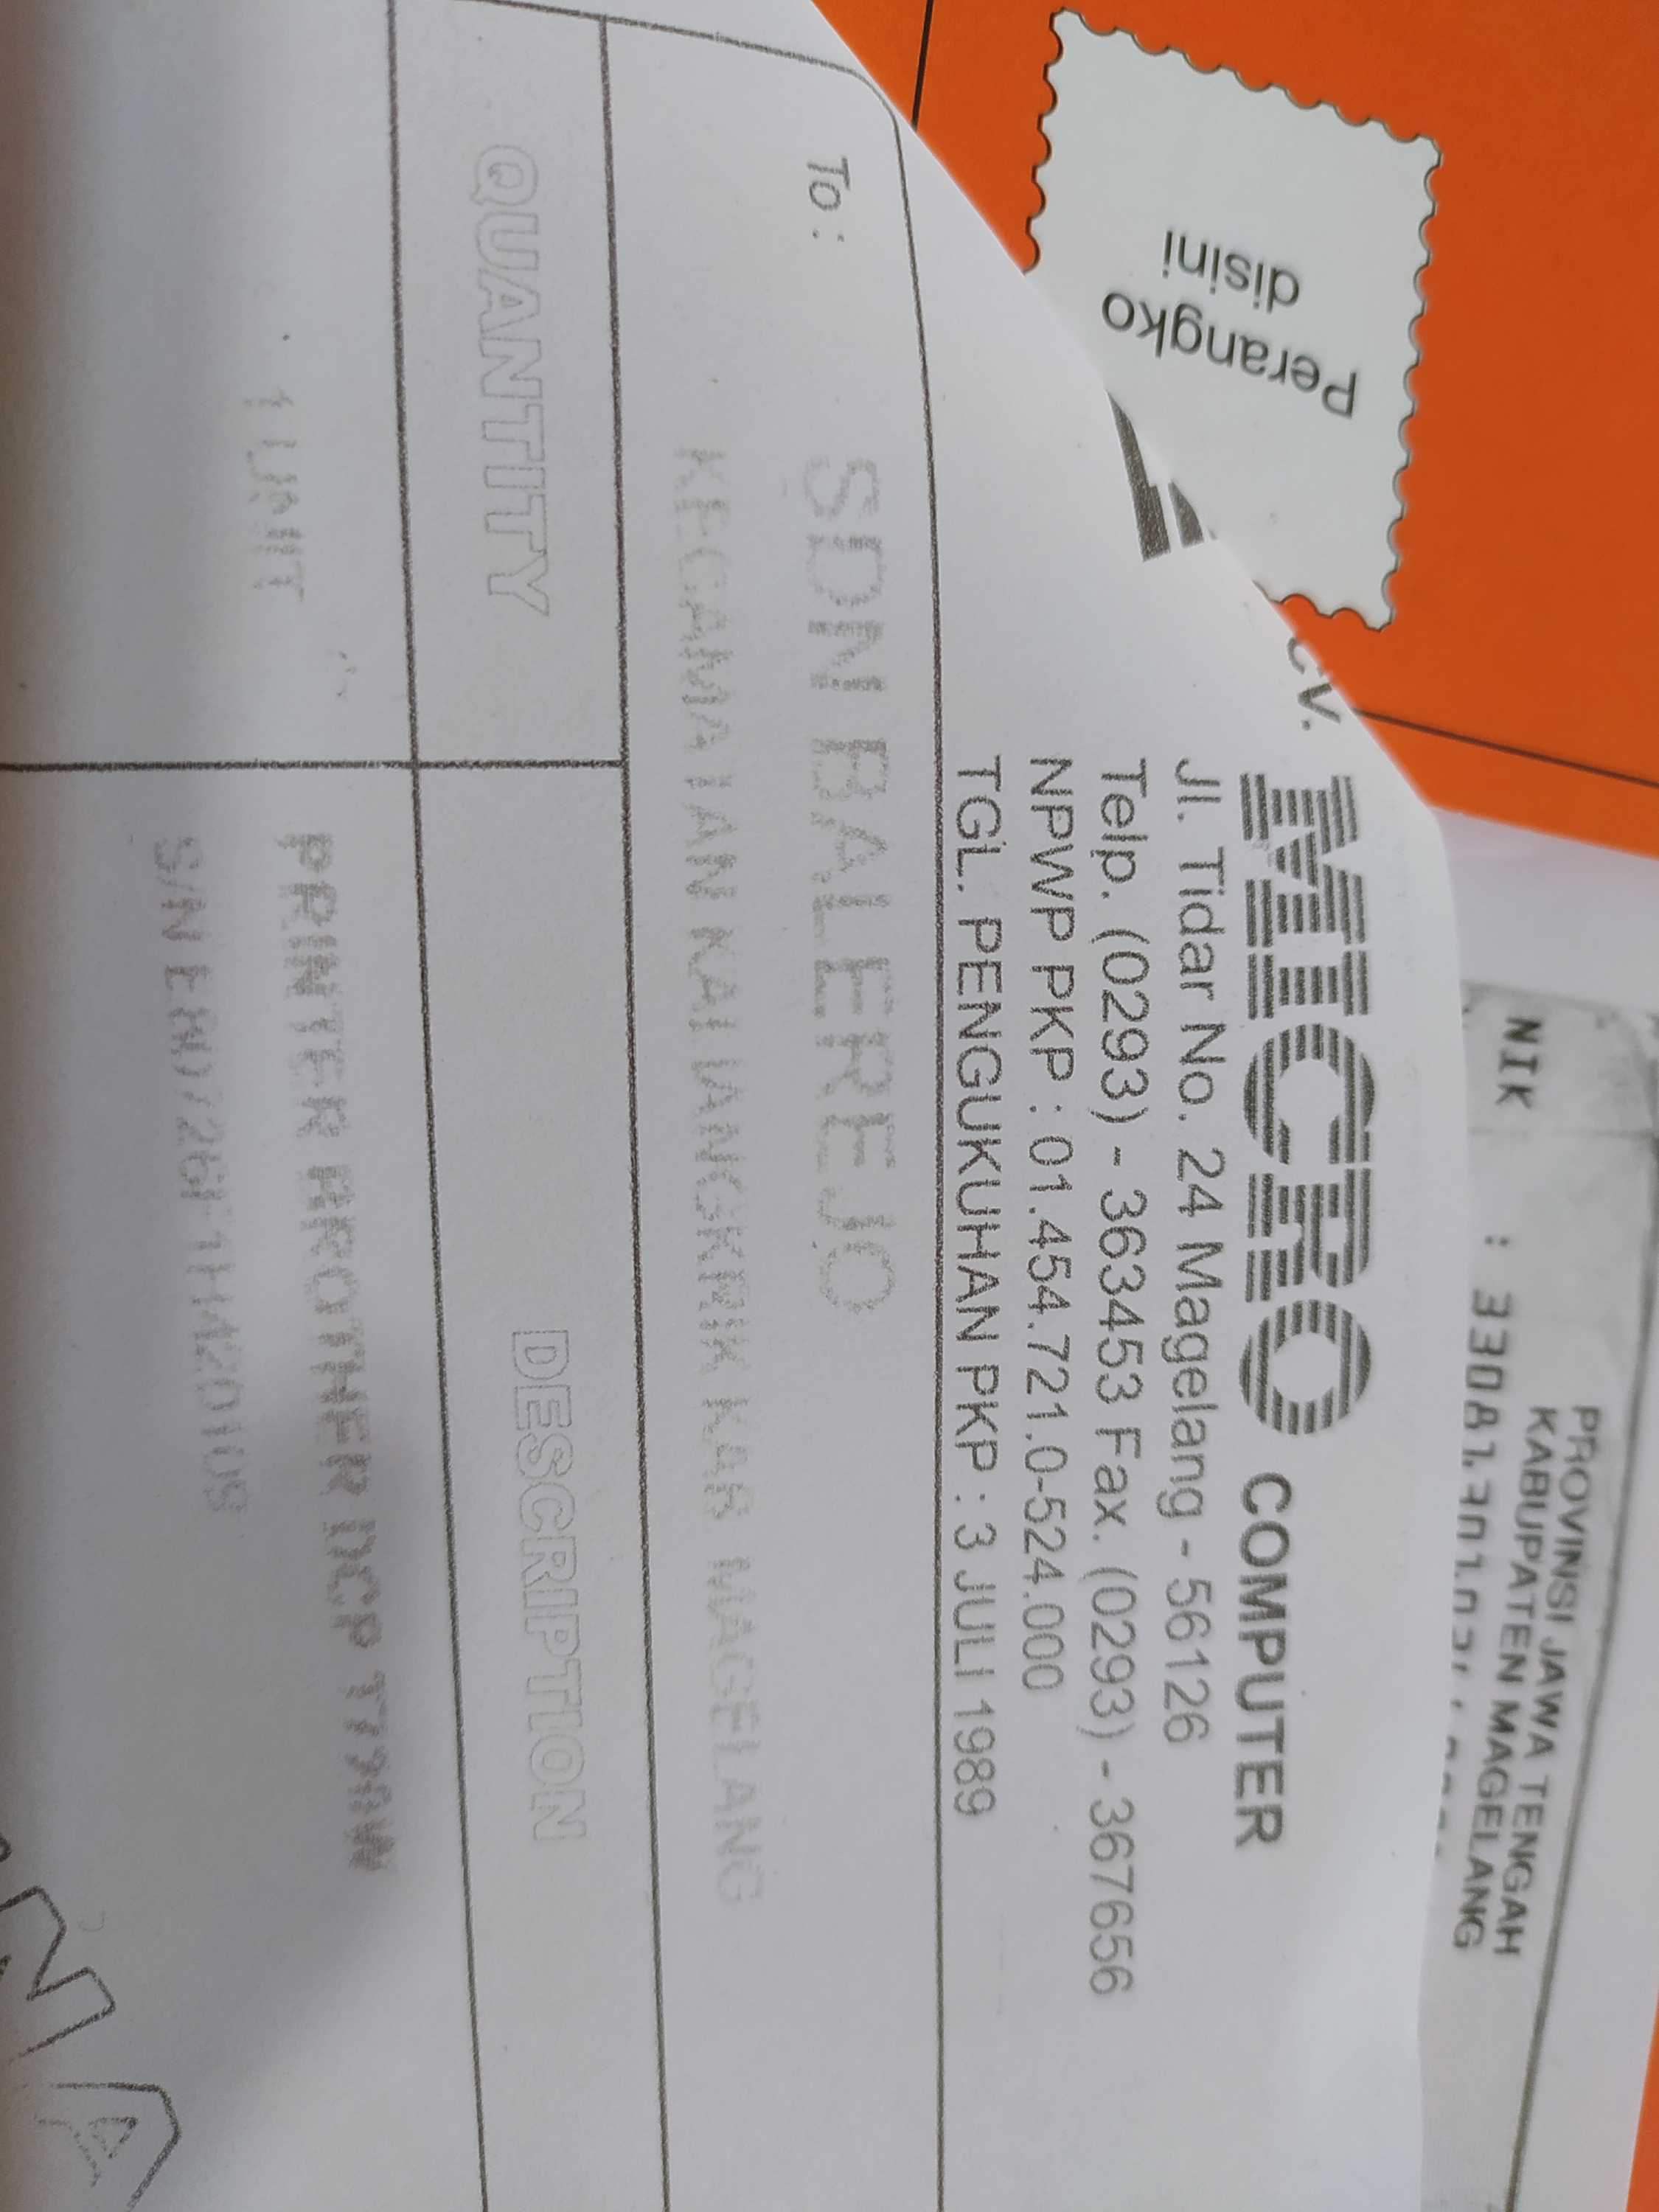 Perangko
disini
PROVINSI JAWA TENGAH
KABUPATEN MAGELANG
NIK :
CV.
MICRO COMPUTER
Jl. Tidar No. 24 Magelang - 56126
Telp. (0293) - 363453 Fax. (0293) - 367656
NPWP PKP : 01.454.721.0-524.000
TGL. PENGUKUHAN PKP : 3 JULI 1989
To :
SDN BALEREJO
KECAMATAN KALIANGKRIK KAB MAGELANG
QUANTITY DESCRIPTION
1 UNIT PRINTER BROTHER DCP
S/N